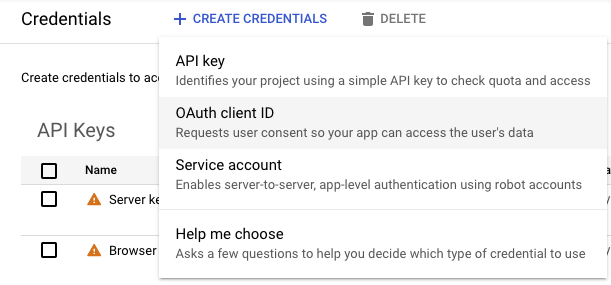 Credentials + CREATE CREDENTIALS DELETE
API key
Identifies your project using a simple API key to check quota and access
Create credentials to acc
OAuth client ID
Requests user consent so your app can access the user's data
API Keys
Service account
Name
Enables server-to-server, app-level authentication using robot accounts
Server ke
Help me choose
Browser
Asks a few questions to help you decide which type of credential to use